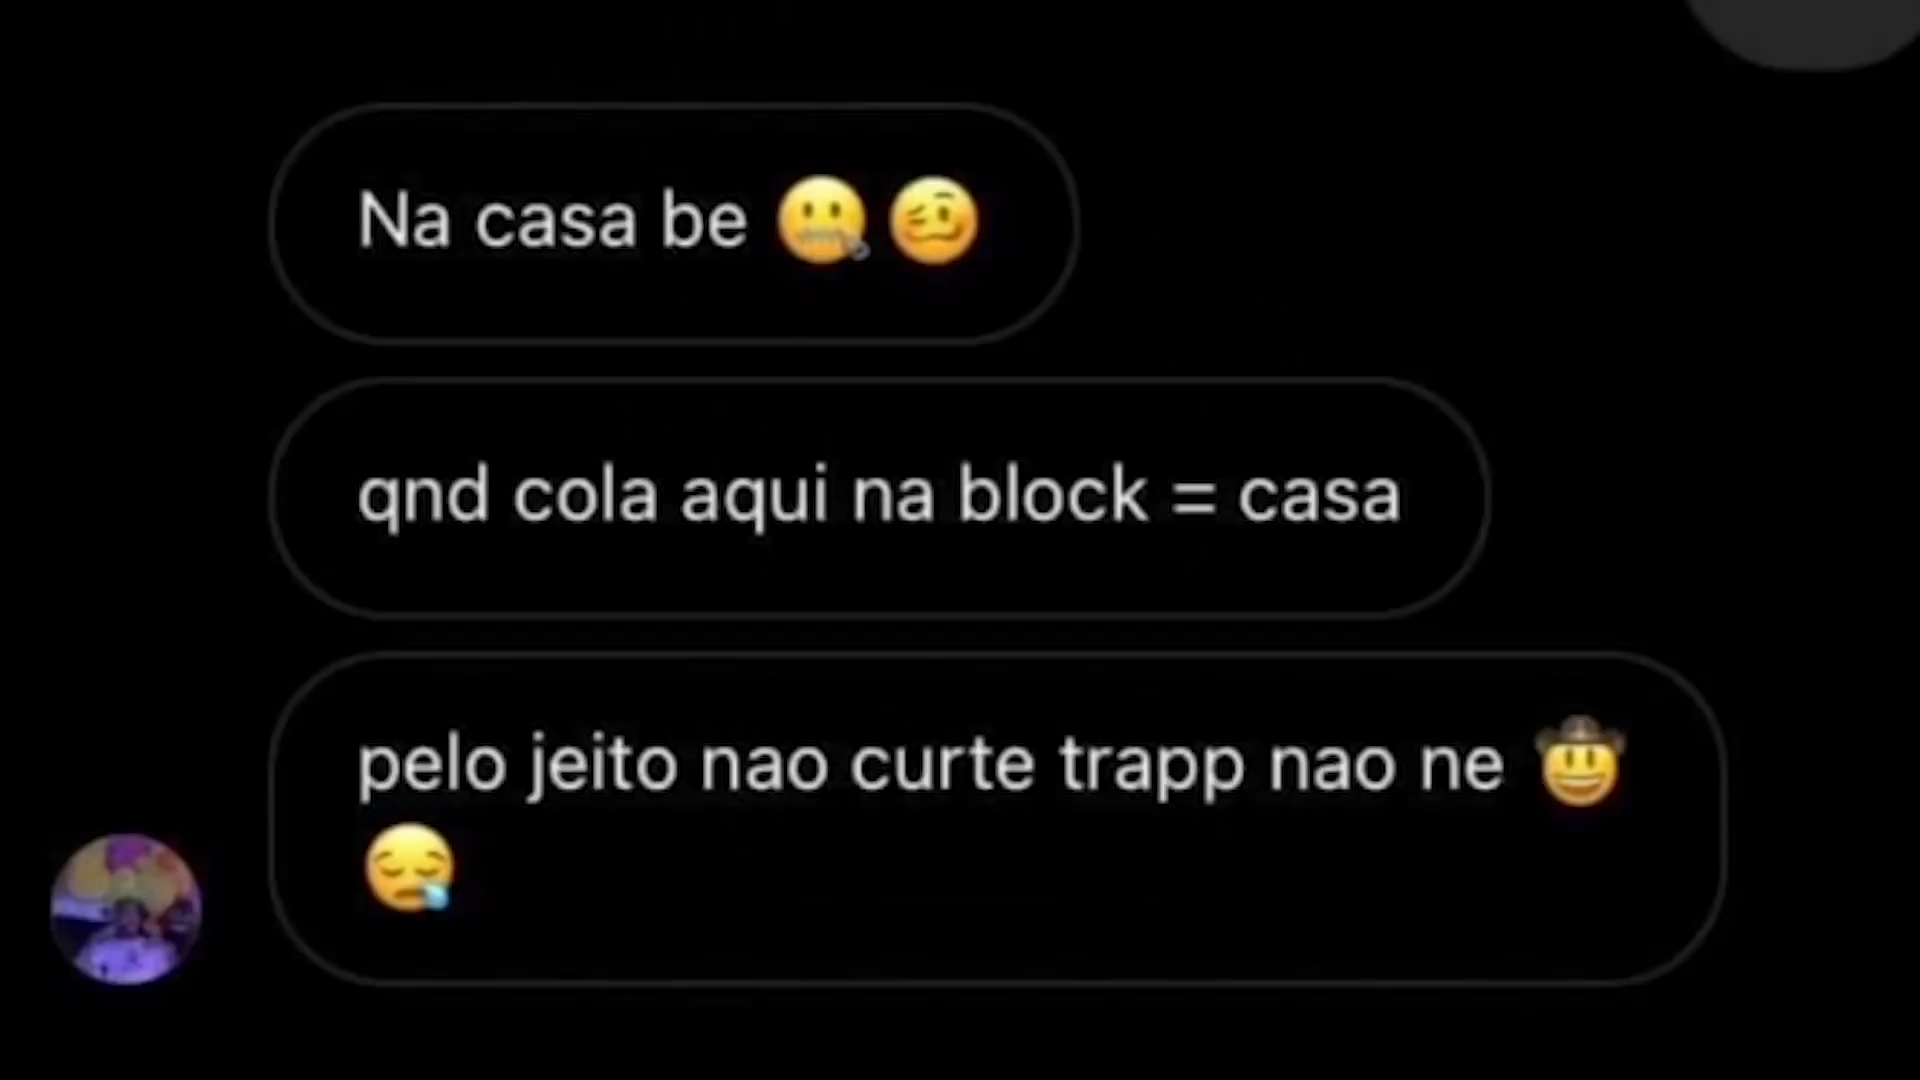 Na casa be 🤐🥴
qnd cola aqui na block = casa
pelo jeito nao curte trapp nao ne 🤠
😪